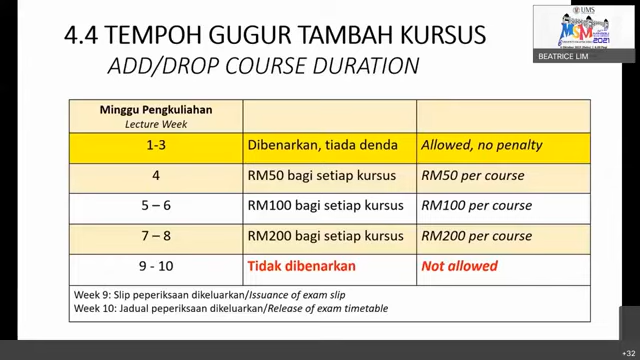 UMS
MSM
2021
BEATRICE LIM
4.4 TEMPOH GUGUR TAMBAH KURSUS
ADD/DROP COURSE DURATION
Minggu Pengkuliahan
Lecture Week
1-3 Dibenarkan, tiada denda Allowed, no penalty
4 RM50 bagi setiap kursus RM50 per course
5 – 6 RM100 bagi setiap kursus RM100 per course
7 – 8 RM200 bagi setiap kursus RM200 per course
9 - 10 Tidak dibenarkan Not allowed
Week 9: Slip peperiksaan dikeluarkan/Issuance of exam slip
Week 10: Jadual peperiksaan dikeluarkan/Release of exam timetable
+32